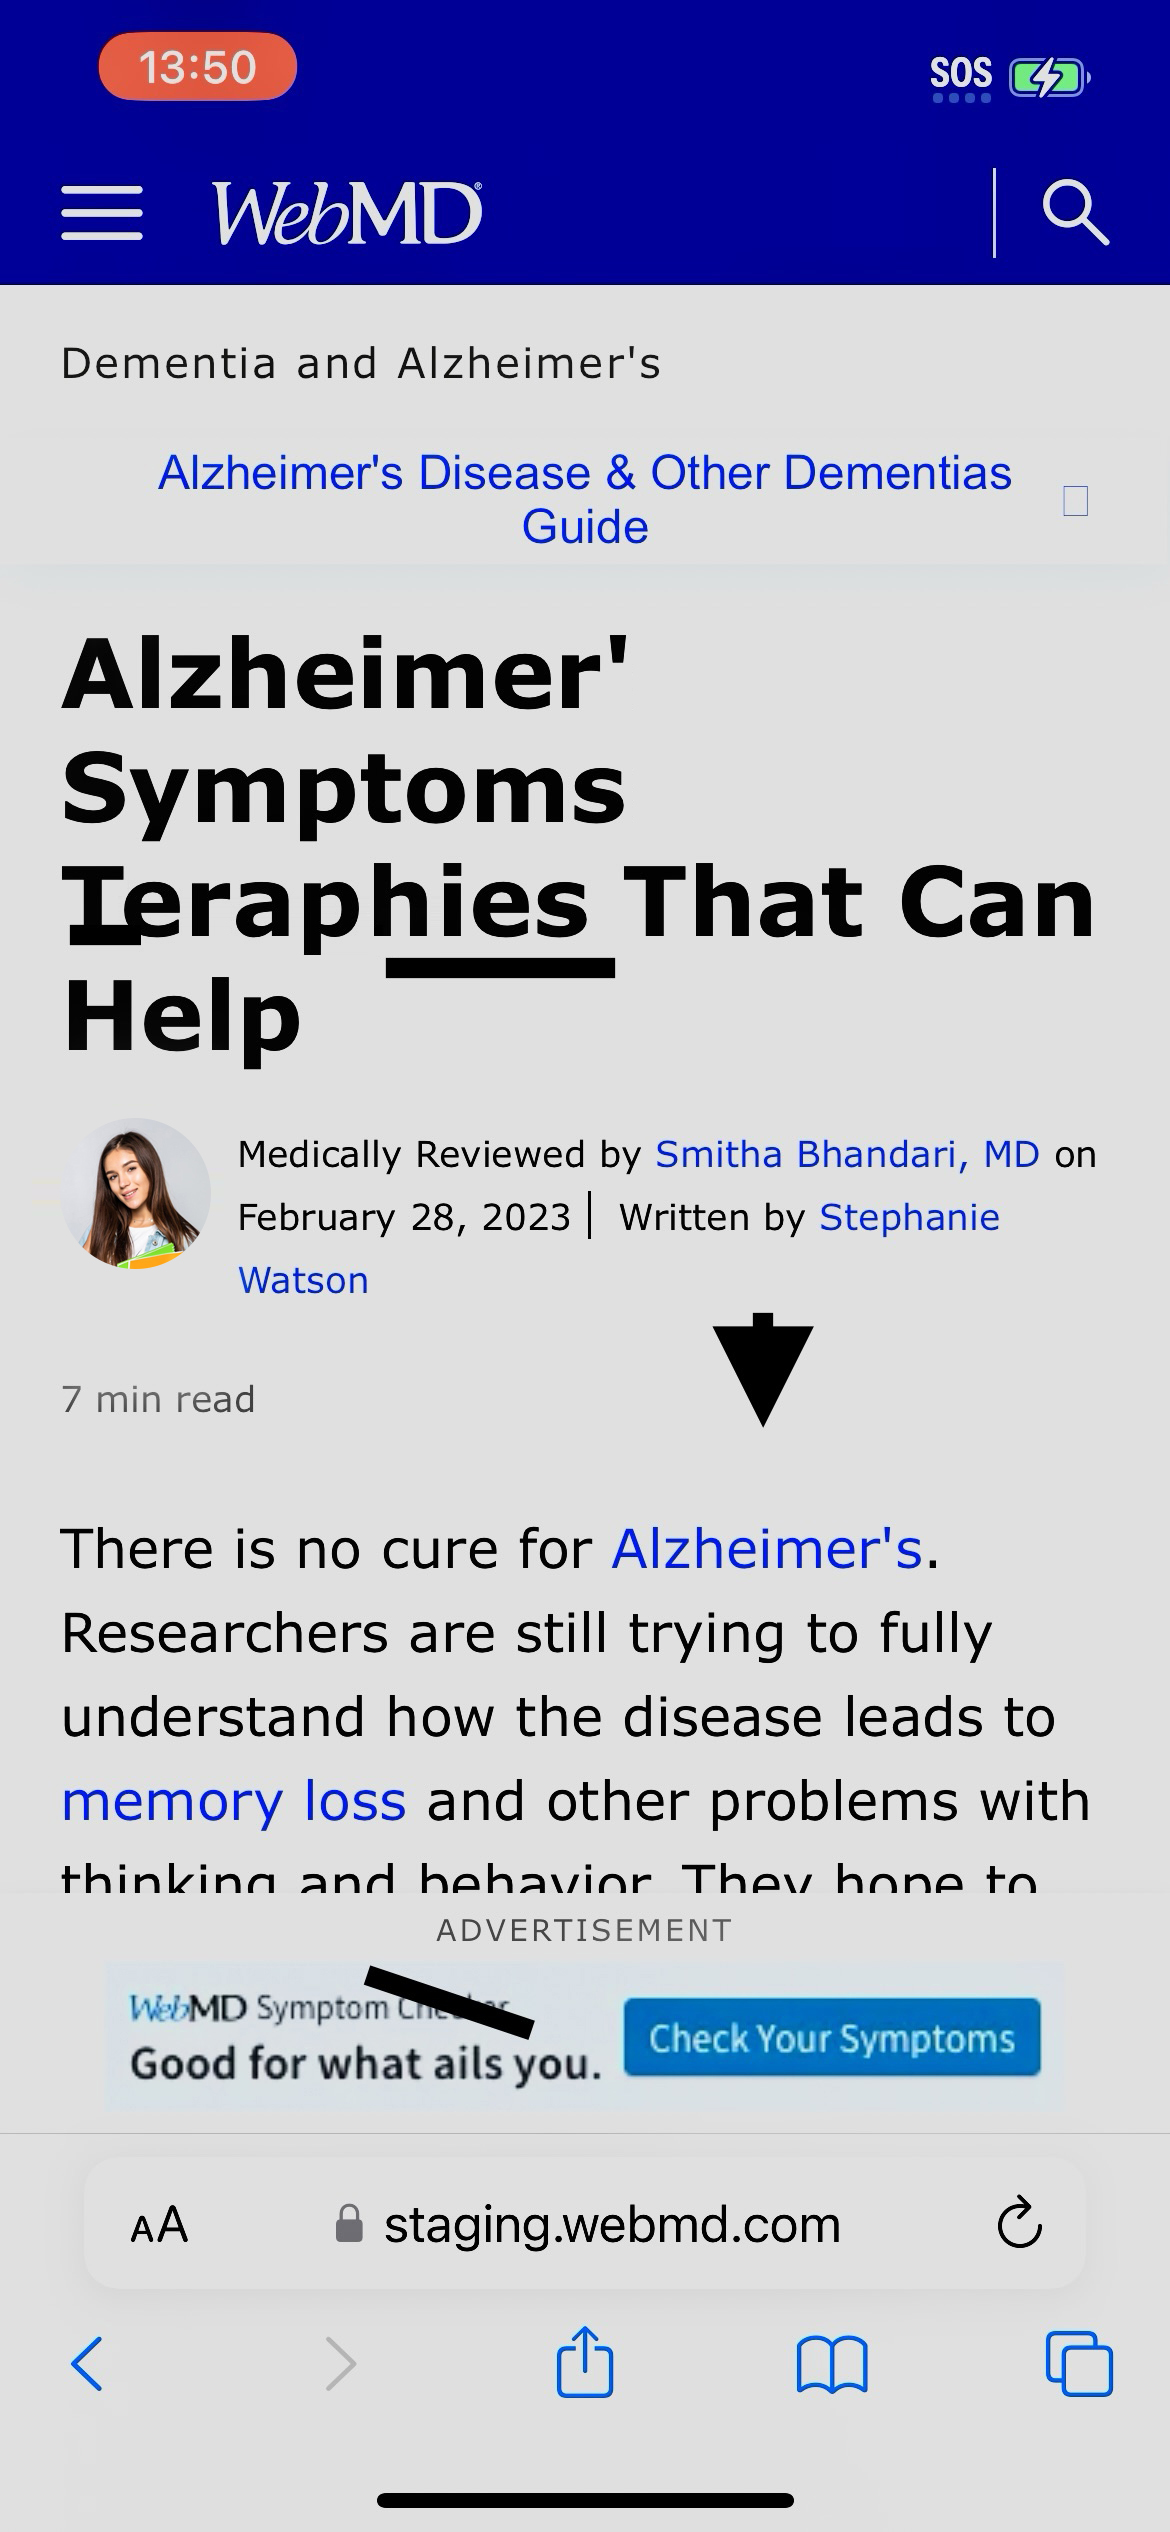 13:50
SOS
WebMD
Dementia and Alzheimer's
Alzheimer's Disease & Other Dementias
Guide
Alzheimer'
Symptoms
Teraphies That Can
Help
Medically Reviewed by Smitha Bhandari, MD on
February 28, 2023 | Written by Stephanie
Watson
7 min read
There is no cure for Alzheimer's.
Researchers are still trying to fully
understand how the disease leads to
memory loss and other problems with
thinking and behavior. They hope to
ADVERTISEMENT
WebMD Symptom Checker
Good for what ails you.
Check Your Symptoms
AA
staging.webmd.com